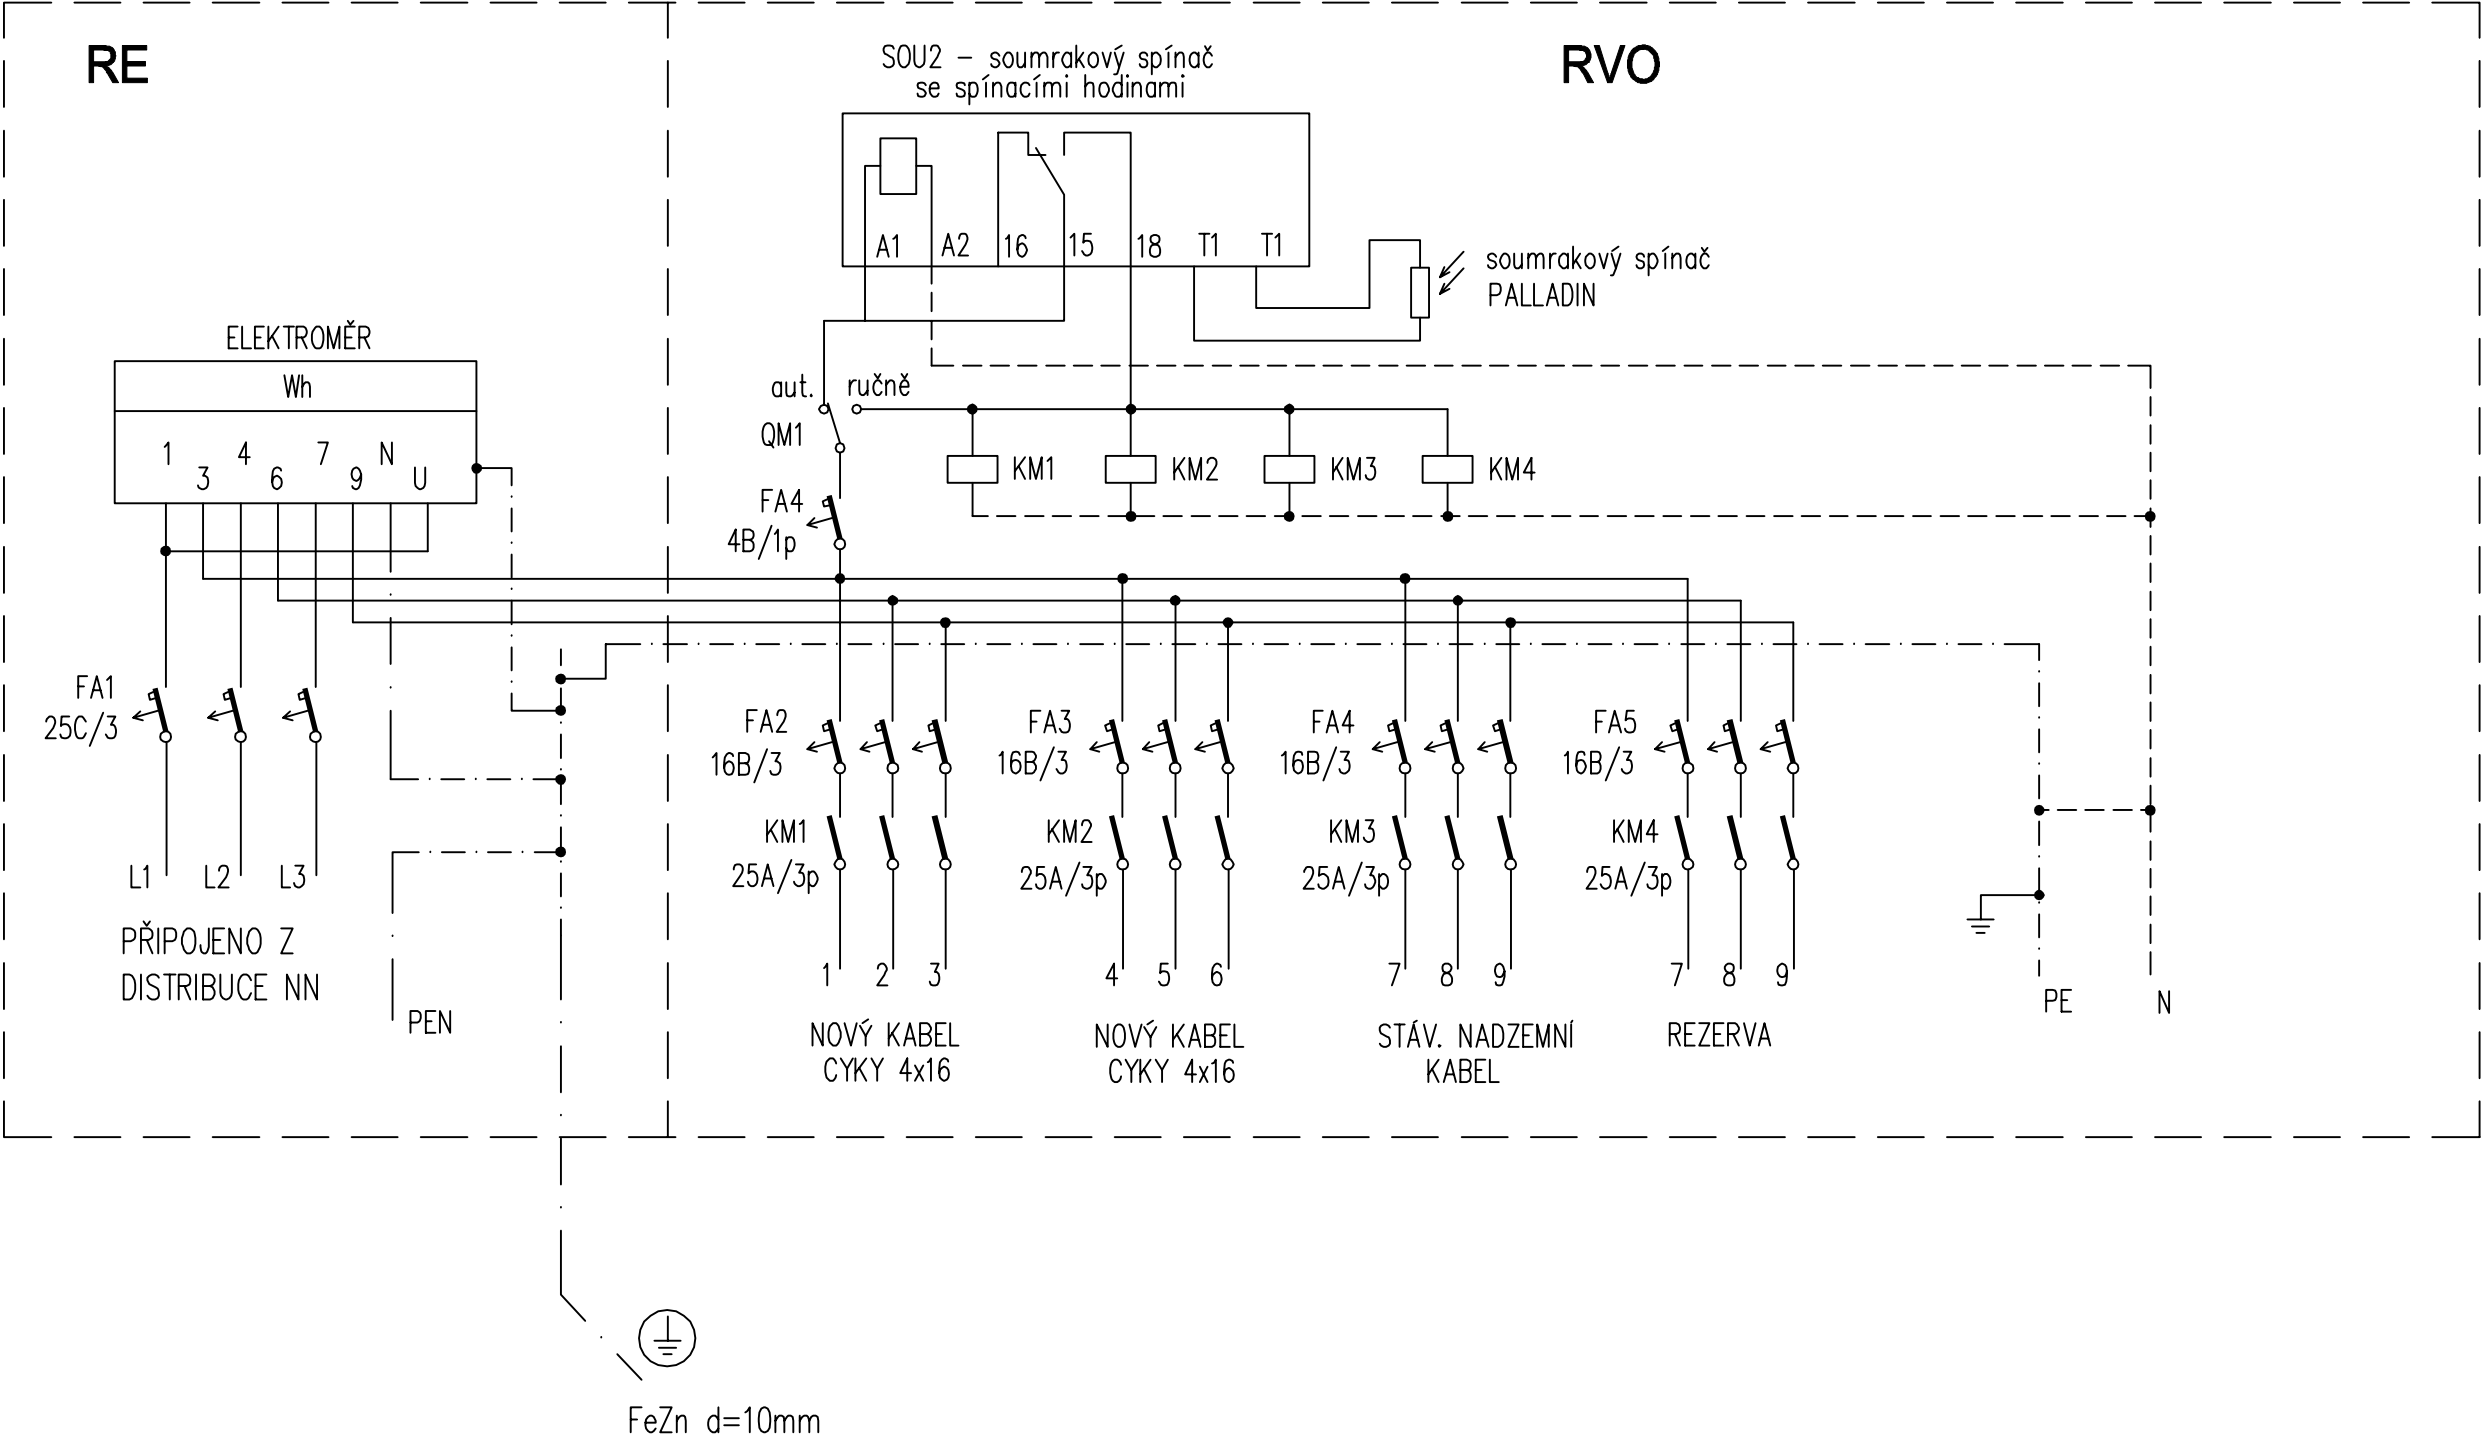 RE
RVO
SOU2 – soumrakový spínač
se spínacími hodinami
A1 A2 16 15 18 T1 T1
soumrakový spínač
PALLADIN
ELEKTROMĚR
Wh
1 4 7 N
3 6 9 U
aut. ručně
QM1
KM1 KM2 KM3 KM4
FA4
4B/1p
FA1
25C/3
FA2 FA3 FA4 FA5
16B/3 16B/3 16B/3 16B/3
KM1 KM2 KM3 KM4
25A/3p 25A/3p 25A/3p 25A/3p
L1 L2 L3
PŘIPOJENO Z
DISTRIBUCE NN
PEN
1 2 3 4 5 6 7 8 9 7 8 9
PE N
NOVÝ KABEL
CYKY 4x16
NOVÝ KABEL
CYKY 4x16
STÁV. NADZEMNÍ
KABEL
REZERVA
FeZn d=10mm